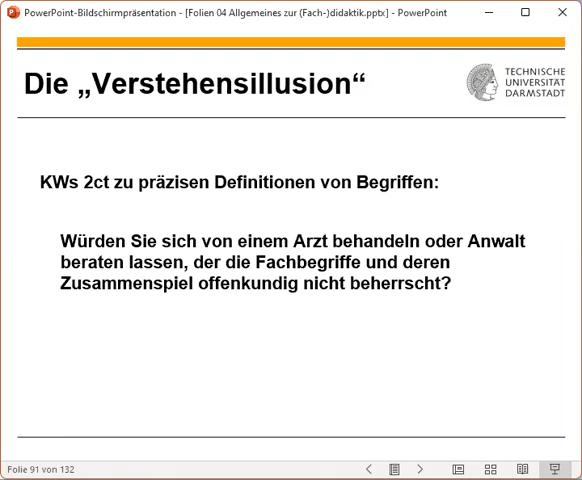 PowerPoint-Bildschirmpräsentation - [Folien 04 Allgemeines zur (Fach-)didaktik.pptx] - PowerPoint
Die „Verstehensillusion“
TECHNISCHE
UNIVERSITÄT
DARMSTADT
KWs 2ct zu präzisen Definitionen von Begriffen:
Würden Sie sich von einem Arzt behandeln oder Anwalt
beraten lassen, der die Fachbegriffe und deren
Zusammenspiel offenkundig nicht beherrscht?
Folie 91 von 132